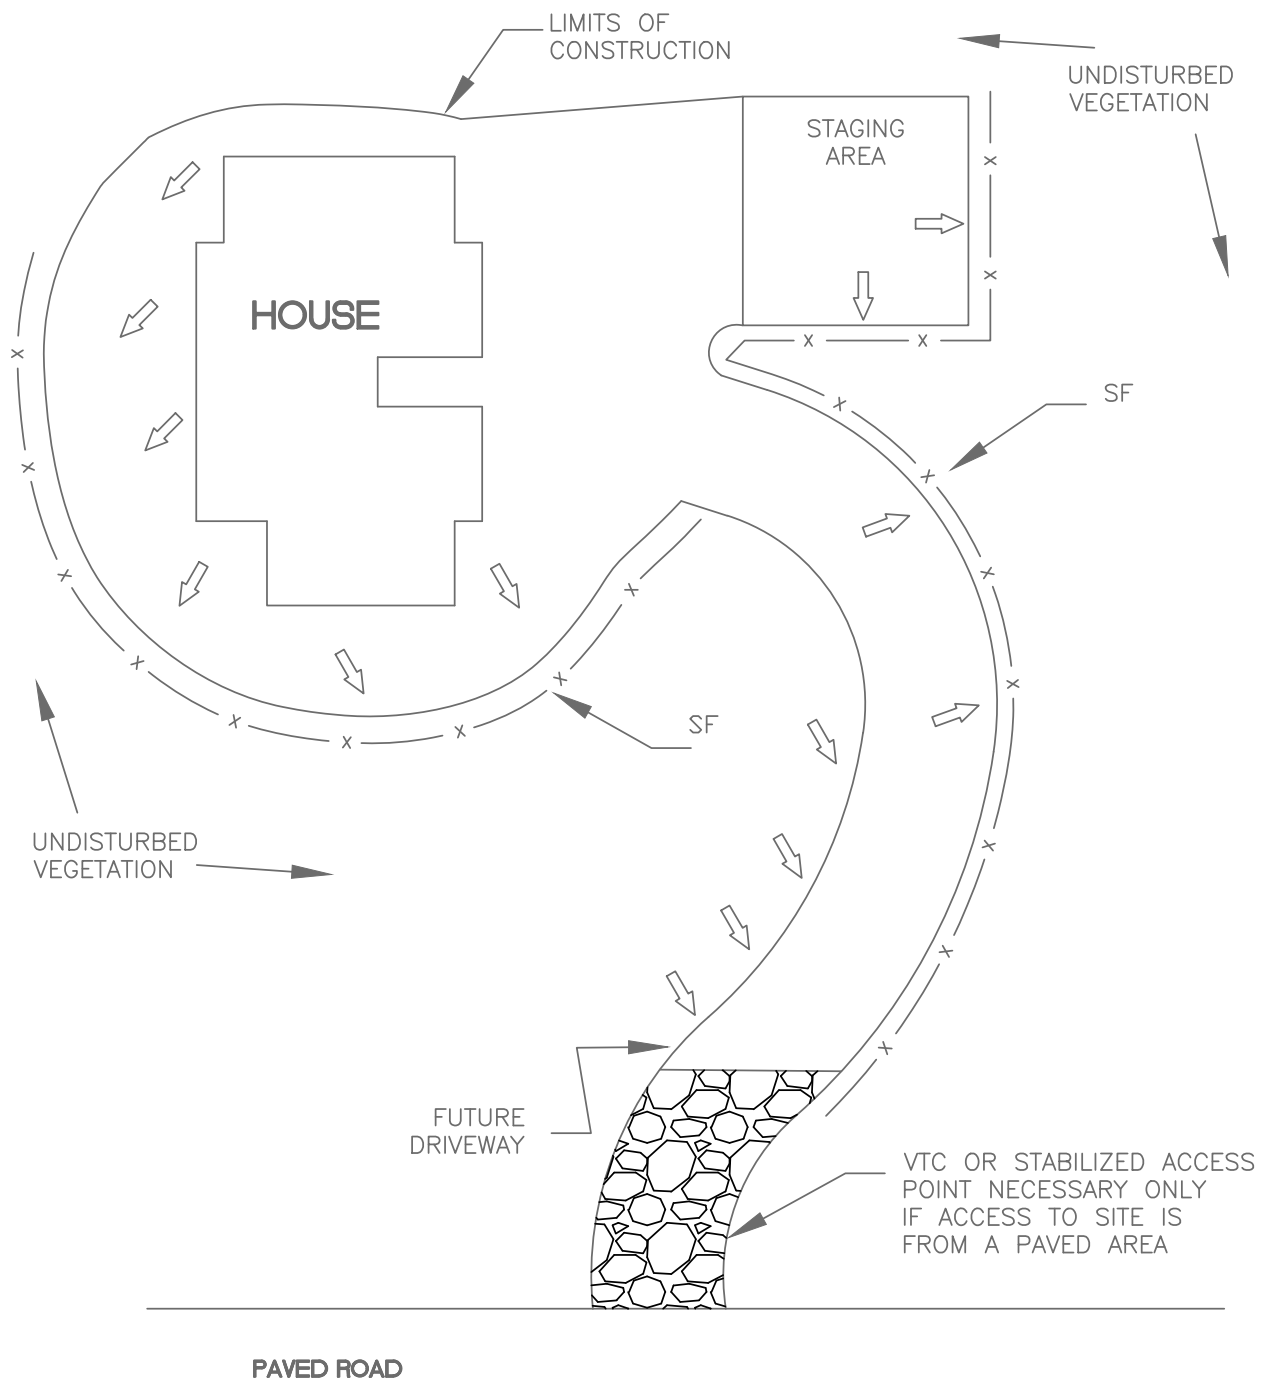 LIMITS OF
CONSTRUCTION
UNDISTURBED
VEGETATION
STAGING
AREA
HOUSE
SF
SF
UNDISTURBED
VEGETATION
FUTURE
DRIVEWAY
VTC OR STABILIZED ACCESS
POINT NECESSARY ONLY
IF ACCESS TO SITE IS
FROM A PAVED AREA
PAVED ROAD